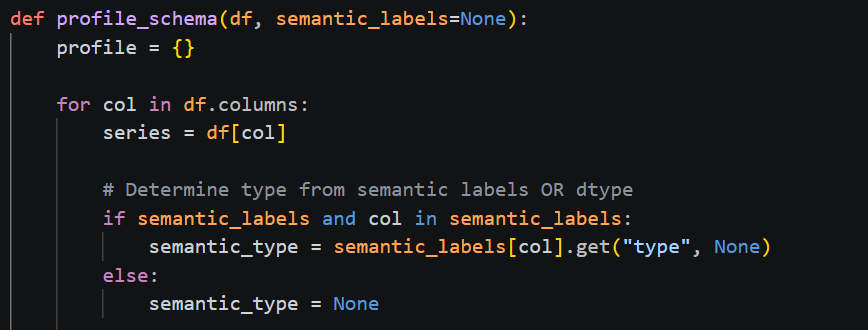 def profile_schema(df, semantic_labels=None):
    profile = {}

    for col in df.columns:
        series = df[col]

        # Determine type from semantic labels OR dtype
        if semantic_labels and col in semantic_labels:
            semantic_type = semantic_labels[col].get("type", None)
        else:
            semantic_type = None